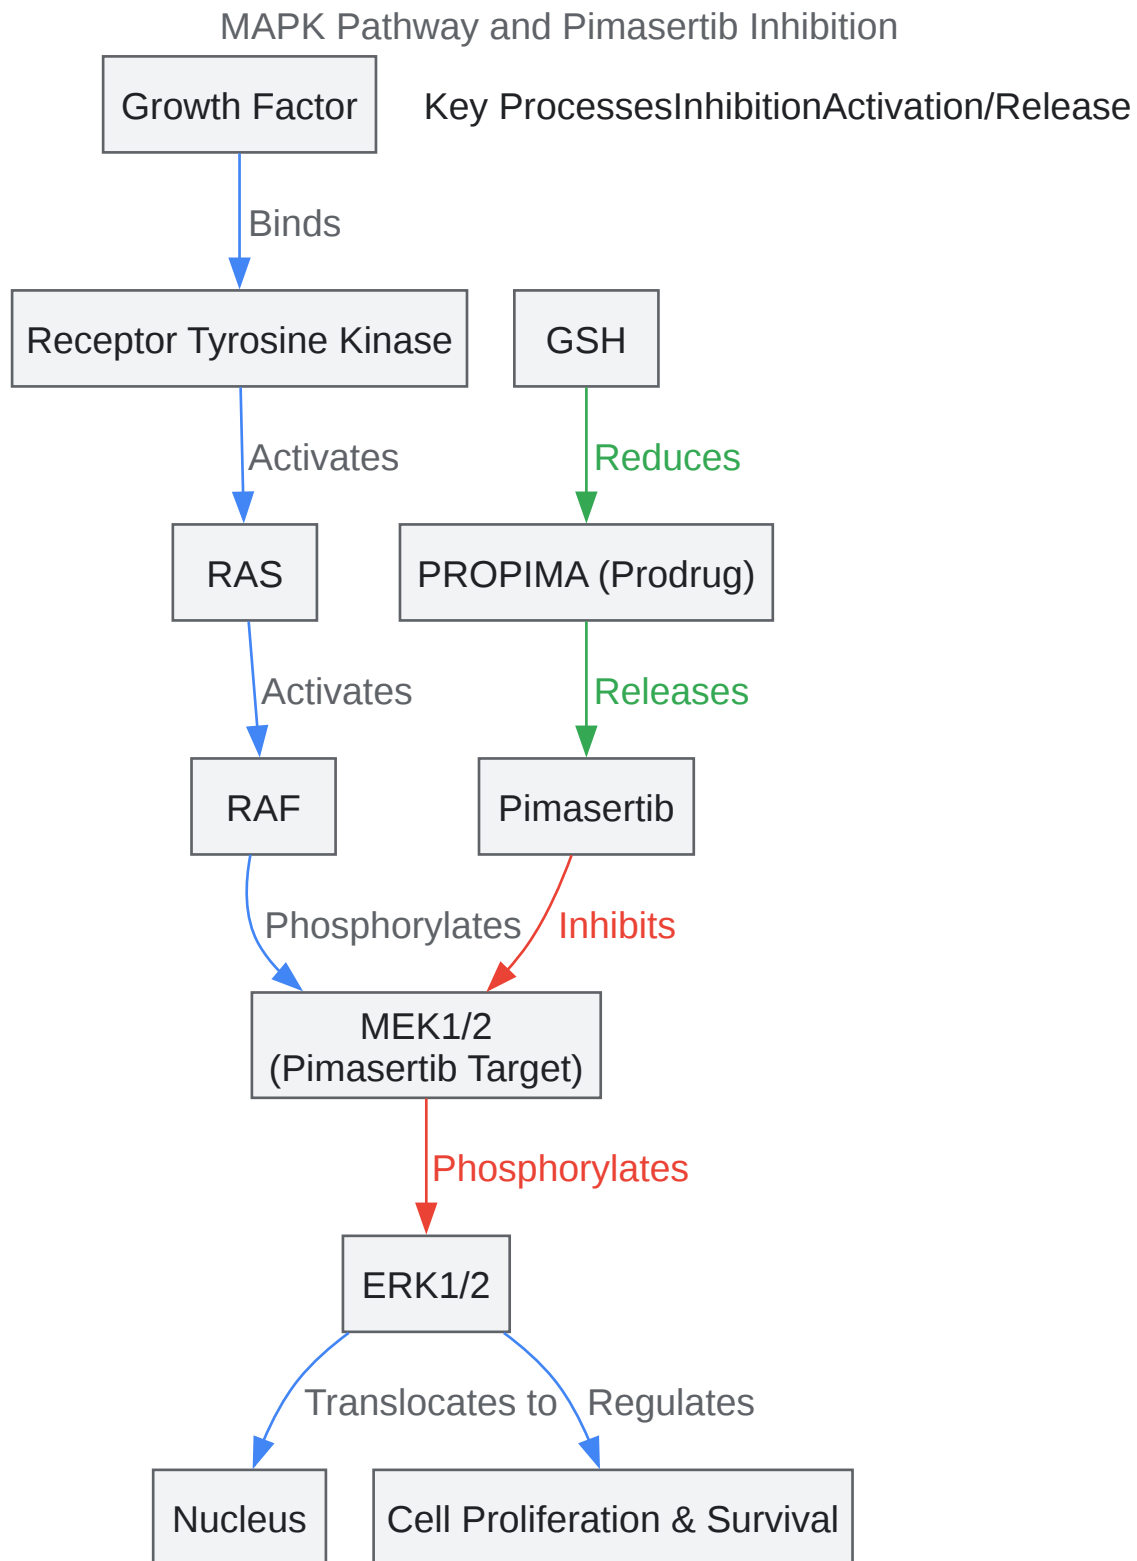 MAPK Pathway and Pimasertib Inhibition
Growth Factor
Key ProcessesInhibitionActivation/Release
Binds
Receptor Tyrosine Kinase
GSH
Activates
Reduces
RAS
PROPIMA (Prodrug)
Activates
Releases
RAF
Pimasertib
Phosphorylates
Inhibits
MEK1/2
(Pimasertib Target)
Phosphorylates
ERK1/2
Translocates to
Regulates
Nucleus
Cell Proliferation & Survival